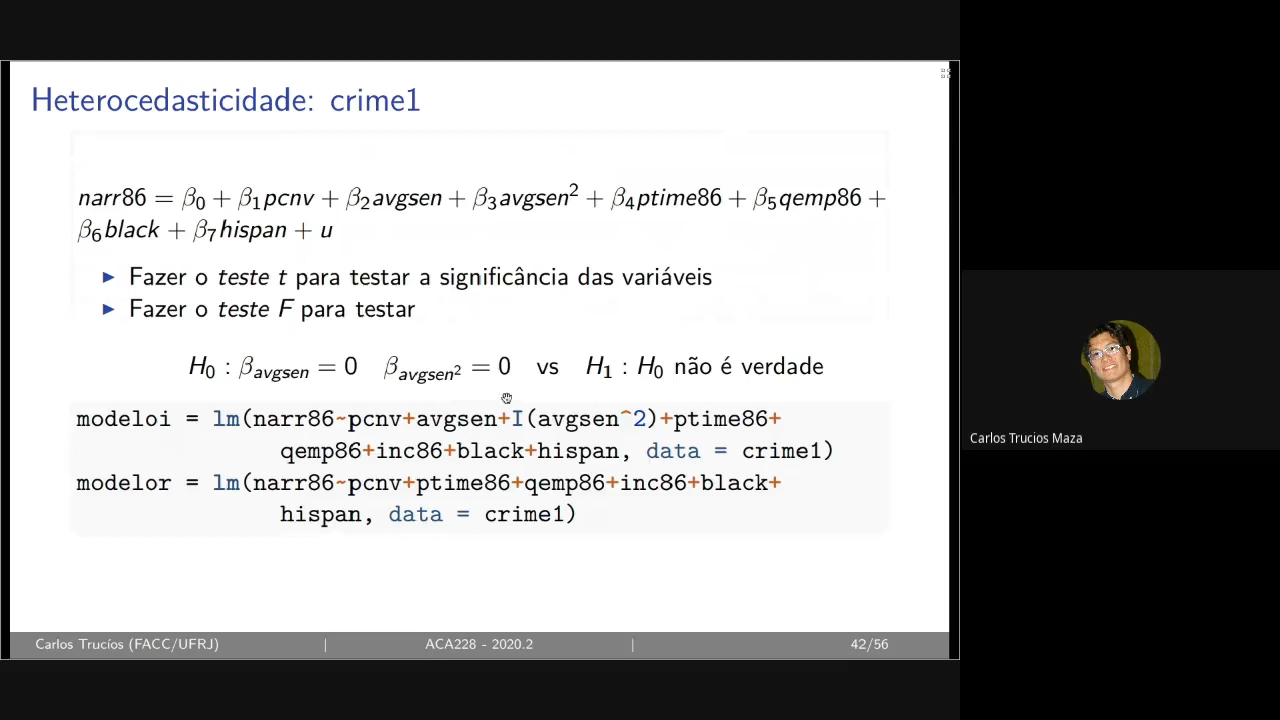 Heterocedasticidade: crime1
narr86 = β₀ + β₁pcnv + β₂avgsen + β₃avgsen² + β₄ptime86 + β₅qemp86 +
β₆black + β₇hispan + u
▶ Fazer o teste t para testar a significância das variáveis
▶ Fazer o teste F para testar
H₀ : β_avgsen = 0 β_avgsen² = 0 vs H₁ : H₀ não é verdade
modeloi = lm(narr86~pcnv+avgsen+I(avgsen^2)+ptime86+
qemp86+inc86+black+hispan, data = crime1)
modelor = lm(narr86~pcnv+ptime86+qemp86+inc86+black+
hispan, data = crime1)
Carlos Trucíos (FACC/UFRJ) | ACA228 - 2020.2 | 42/56
Carlos Trucios Maza